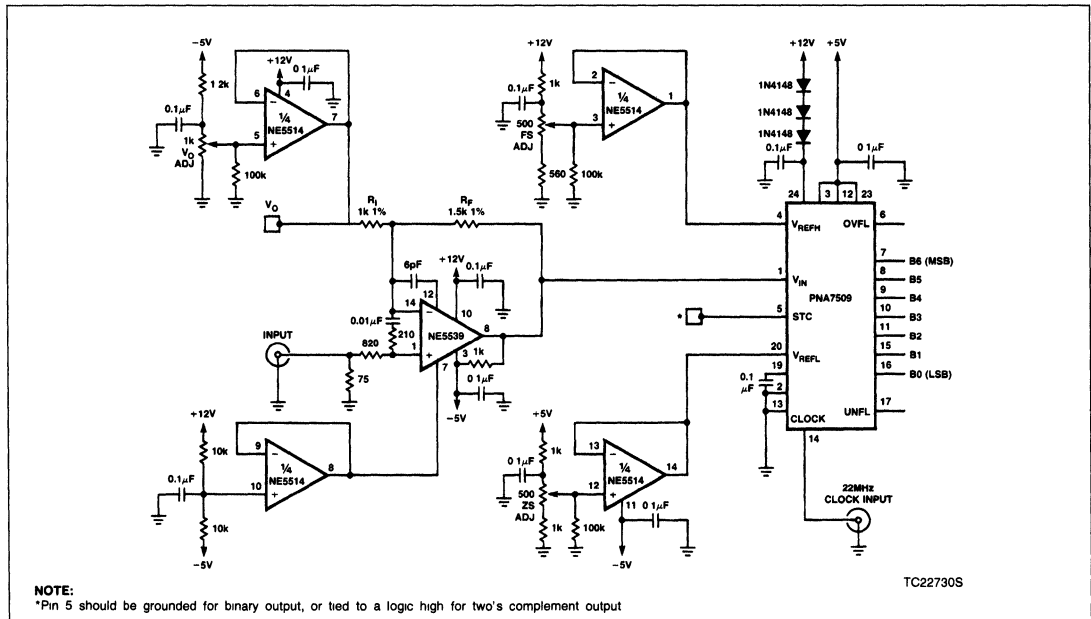 −5V
1 2k
0.1μF
1k
V_O
ADJ
+12V
0 1μF
6
4
−
¼
NE5514
5
+
7
100k
V_O
R_I
1k 1%
R_F
1.5k 1%
6pF
+12V
0.1μF
12
10
14
−
0.01μF
210
NE5539
8
INPUT
820
1
+
3
1k
7
75
0 1μF
−5V
+12V
10k
0.1μF
10k
−5V
9
−
¼
NE5514
10
+
8
+12V
1k
0.1μF
500
FS
ADJ
560
2
−
¼
NE5514
3
+
1
100k
+5V
1k
0 1μF
500
ZS
ADJ
1k
13
−
¼
NE5514
12
+
14
11
0 1μF
100k
−5V
+12V
+5V
1N4148
1N4148
1N4148
0.1μF
0 1μF
24
3
12
23
4
V_REFH
OVFL
6
7
B6 (MSB)
1
V_IN
8
B5
PNA7509
9
B4
*
5
STC
10
B3
11
B2
20
V_REFL
15
B1
19
16
B0 (LSB)
0.1
μF
2
13
CLOCK
UNFL
17
14
22MHz
CLOCK INPUT
TC22730S
NOTE:
*Pin 5 should be grounded for binary output, or tied to a logic high for two's complement output